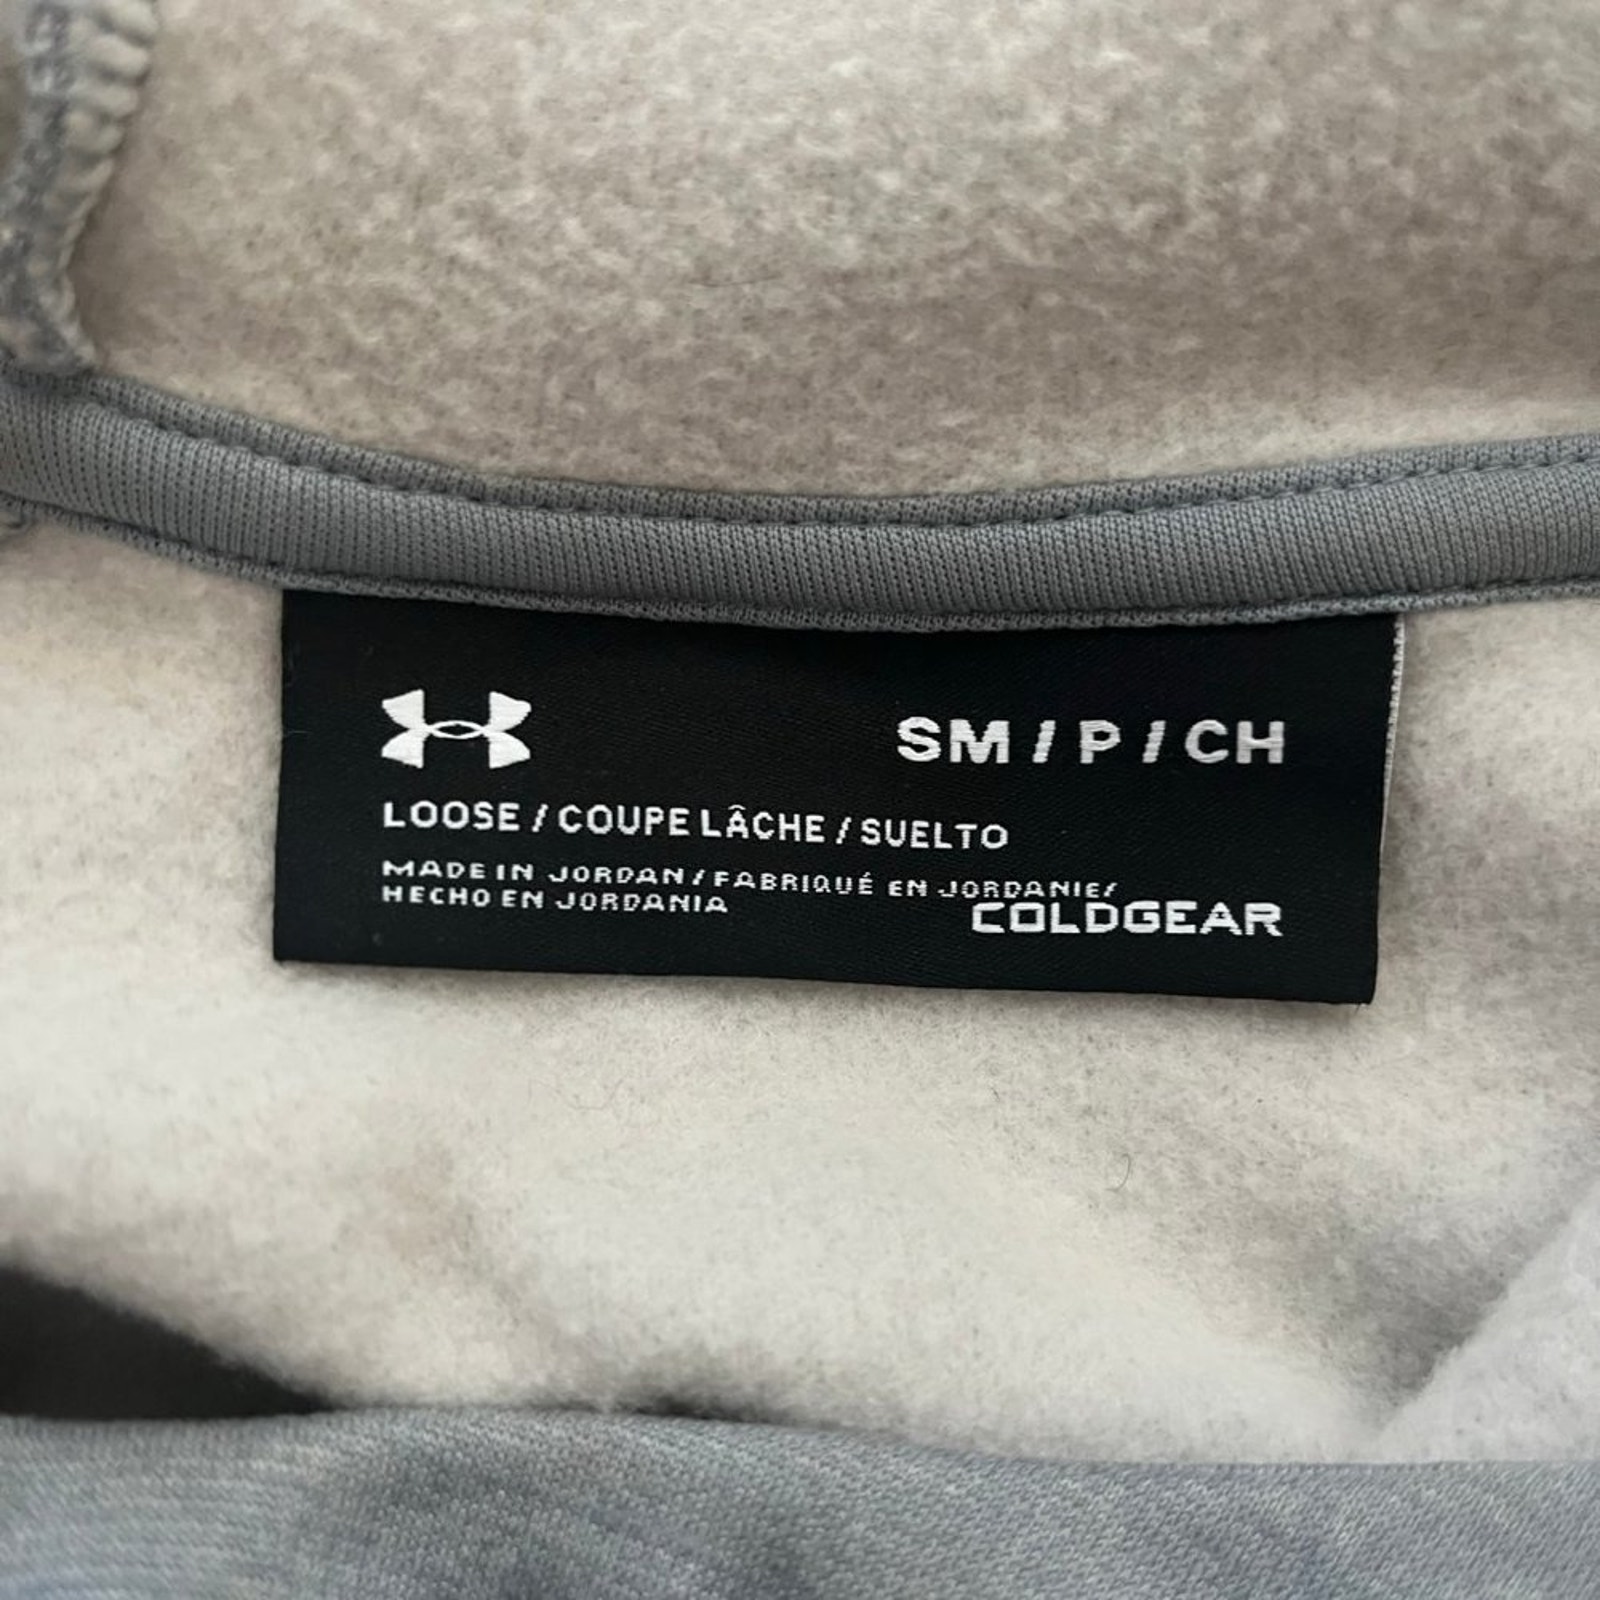 SM / P / CH
LOOSE / COUPE LÂCHE / SUELTO
MADE IN JORDAN / FABRIQUÉ EN JORDANIE/
HECHO EN JORDANIA
COLDGEAR